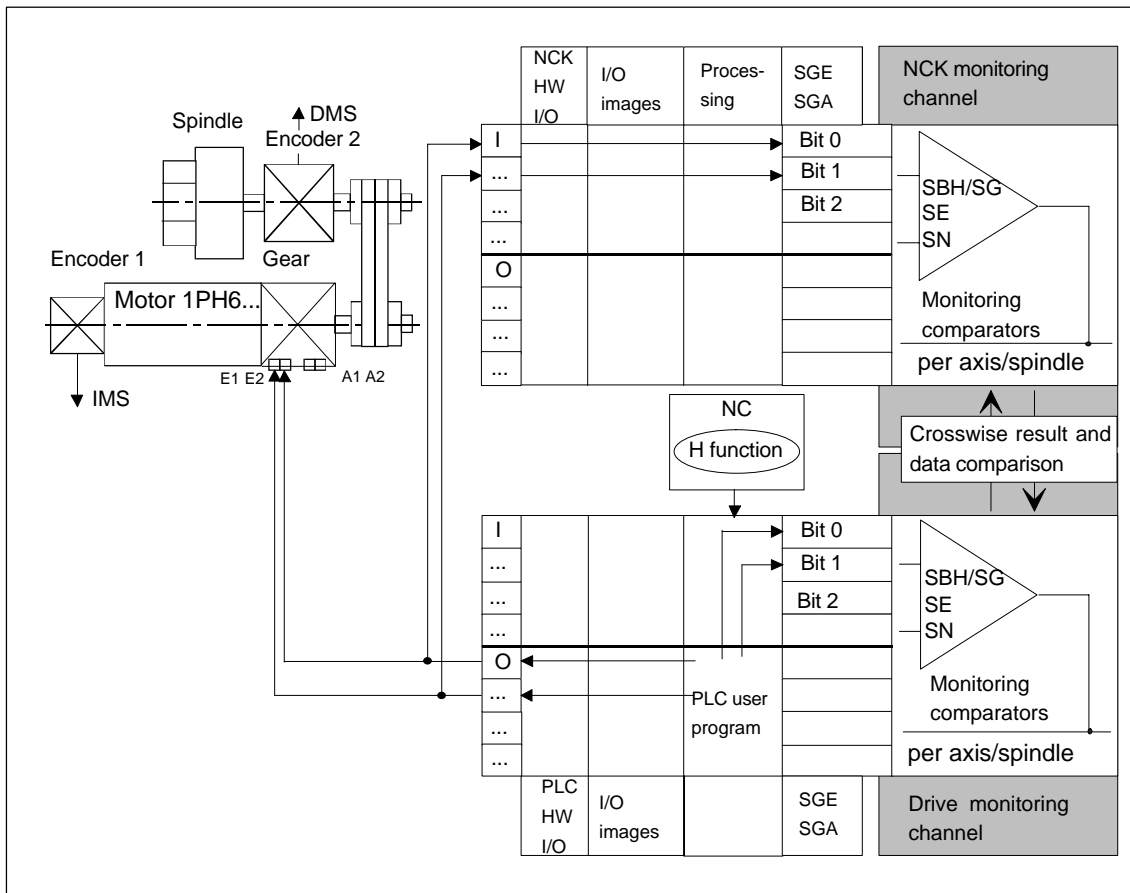 NCK
HW
I/O
I/O
images
Proces-
sing
SGE
SGA
NCK monitoring
channel
DMS
Spindle
Encoder 2
I
...
...
...
O
...
...
...
Bit 0
Bit 1
Bit 2
SBH/SG
SE
SN
Monitoring
comparators
per axis/spindle
Encoder 1
Gear
Motor 1PH6...
E1 E2
A1 A2
IMS
NC
H function
Crosswise result and
data comparison
I
...
...
...
O
...
...
...
Bit 0
Bit 1
Bit 2
SBH/SG
SE
SN
PLC user
program
Monitoring
comparators
per axis/spindle
PLC
HW
I/O
I/O
images
SGE
SGA
Drive monitoring
channel